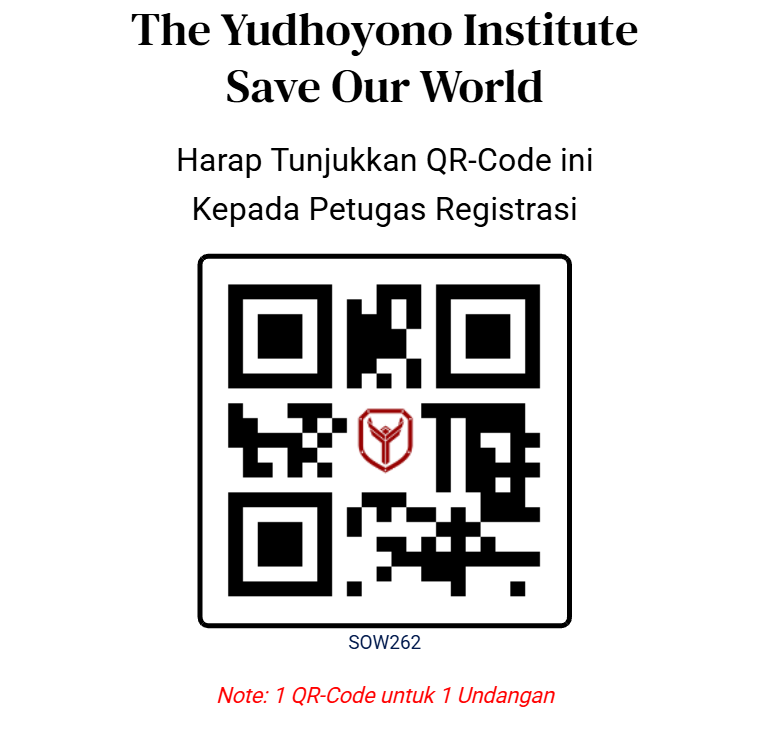 The Yudhoyono Institute
Save Our World
Harap Tunjukkan QR-Code ini
Kepada Petugas Registrasi
SOW262
Note: 1 QR-Code untuk 1 Undangan